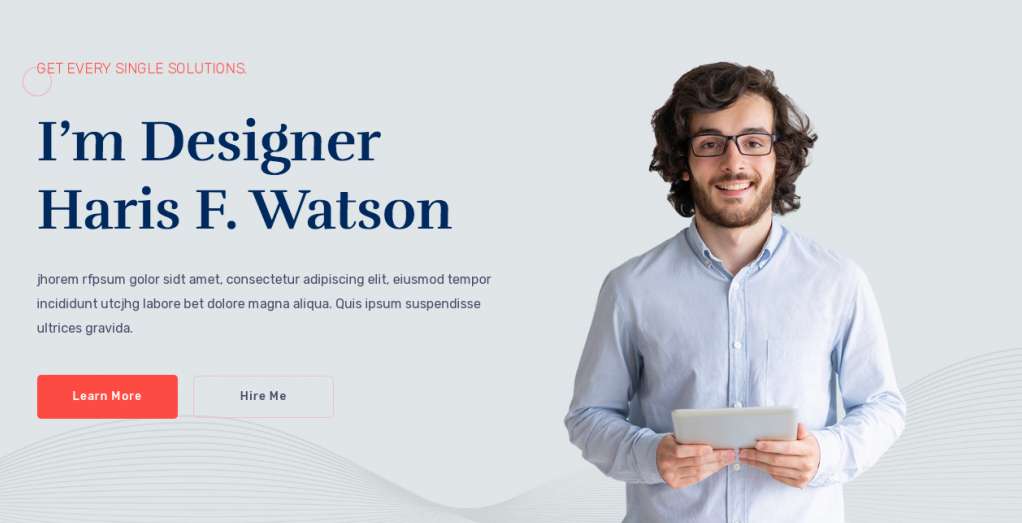 GET EVERY SINGLE SOLUTIONS.
I’m Designer
Haris F. Watson
jhorem rfpsum golor sidt amet, consectetur adipiscing elit, eiusmod tempor
incididunt utcjhg labore bet dolore magna aliqua. Quis ipsum suspendisse
ultrices gravida.
Learn More
Hire Me